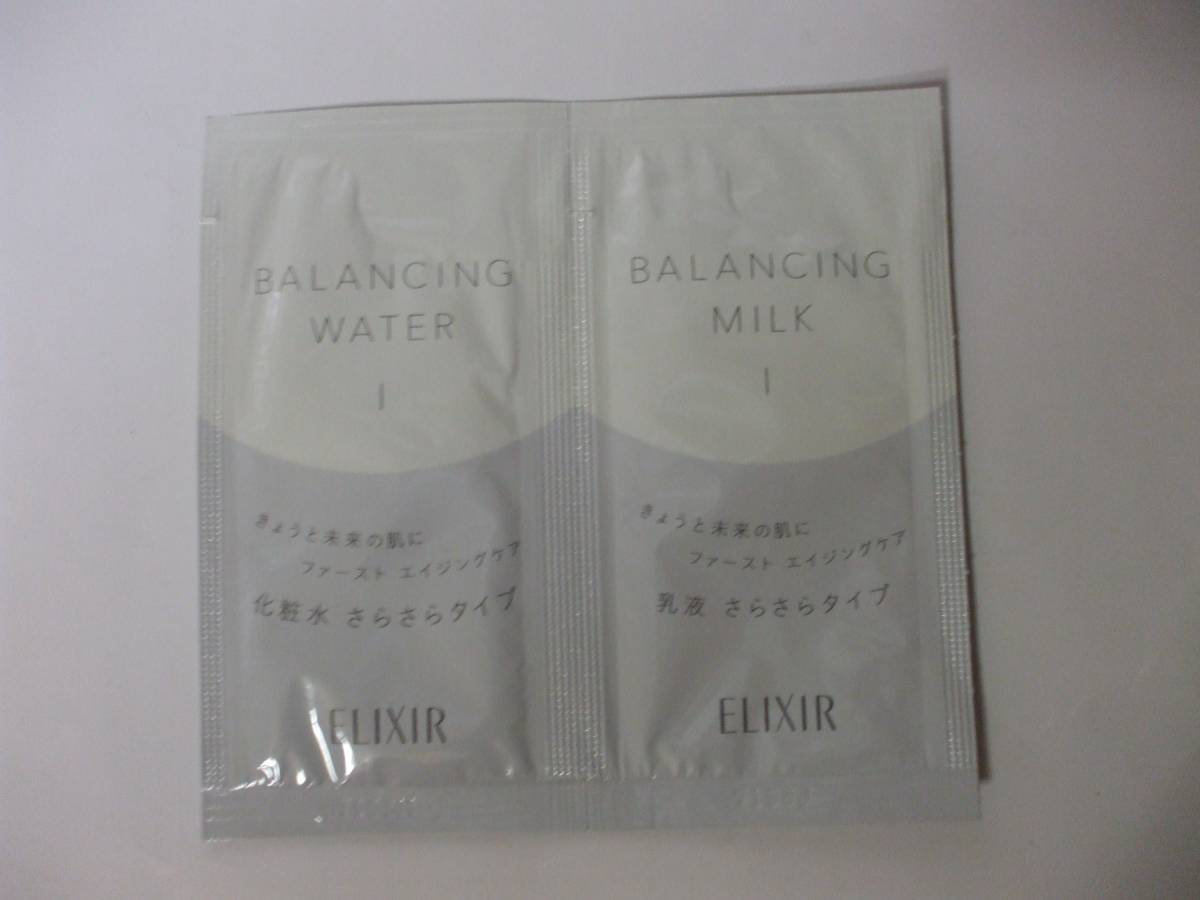 BALANCING
WATER
I
きょうと未来の肌に
ファースト エイジングケア
化粧水 さらさらタイプ
ELIXIR
BALANCING
MILK
I
きょうと未来の肌に
ファースト エイジングケア
乳液 さらさらタイプ
ELIXIR